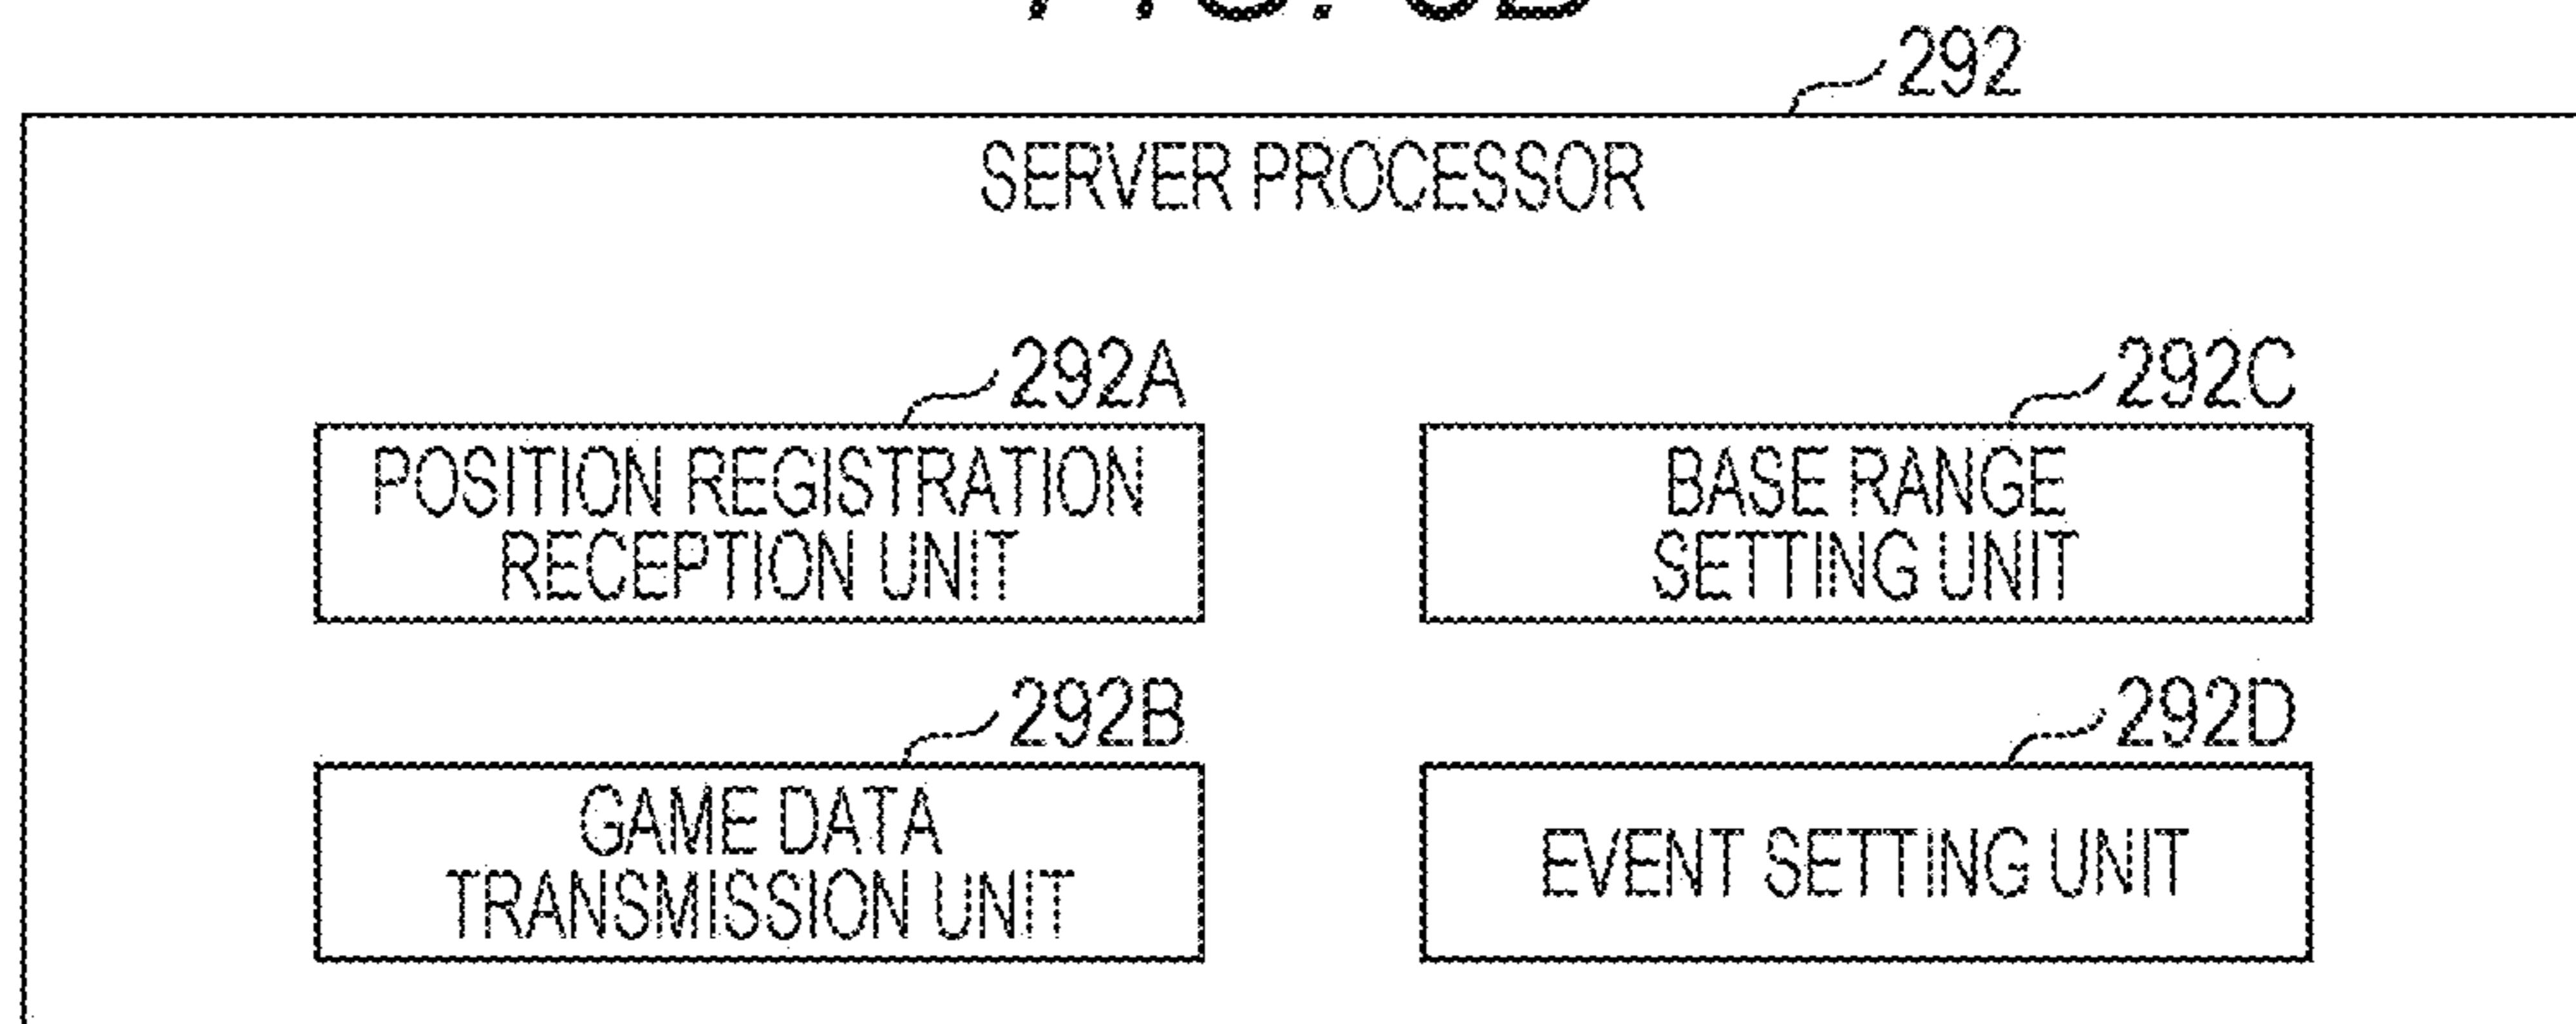 292
SERVER PROCESSOR
292A
POSITION REGISTRATION
RECEPTION UNIT
292C
BASE RANGE
SETTING UNIT
292B
GAME DATA
TRANSMISSION UNIT
292D
EVENT SETTING UNIT